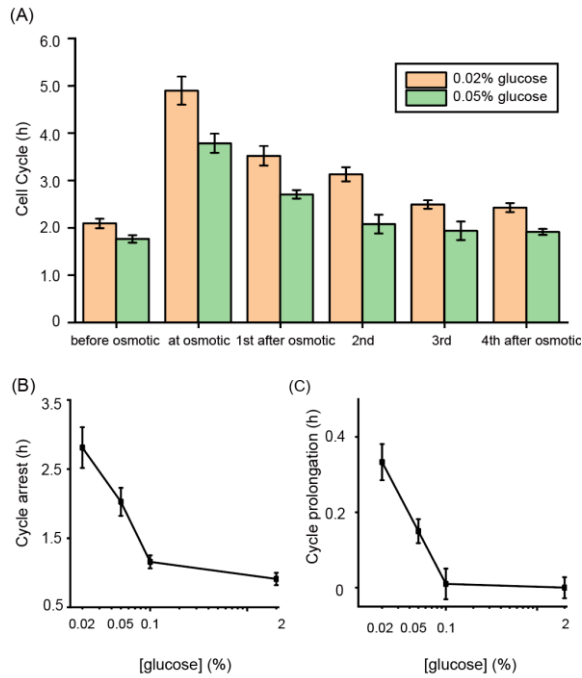 (A)
6.0
5.0
4.0
3.0
2.0
1.0
0.0
Cell Cycle (h)
0.02% glucose
0.05% glucose
before osmotic at osmotic 1st after osmotic 2nd 3rd 4th after osmotic
(B)
3.5
2.5
1.5
0.5
Cycle arrest (h)
0.02 0.05 0.1 2
[glucose] (%)
(C)
0.4
0.2
0
Cycle prolongation (h)
0.02 0.05 0.1 2
[glucose] (%)